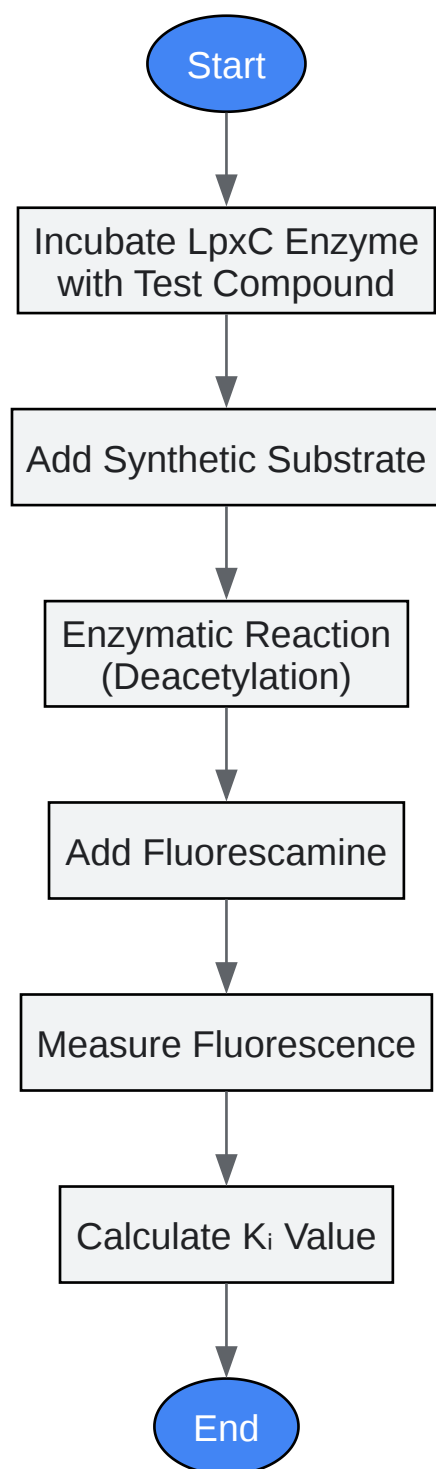 Start
Incubate LpxC Enzyme
with Test Compound
Add Synthetic Substrate
Enzymatic Reaction
(Deacetylation)
Add Fluorescamine
Measure Fluorescence
Calculate Kᵢ Value
End